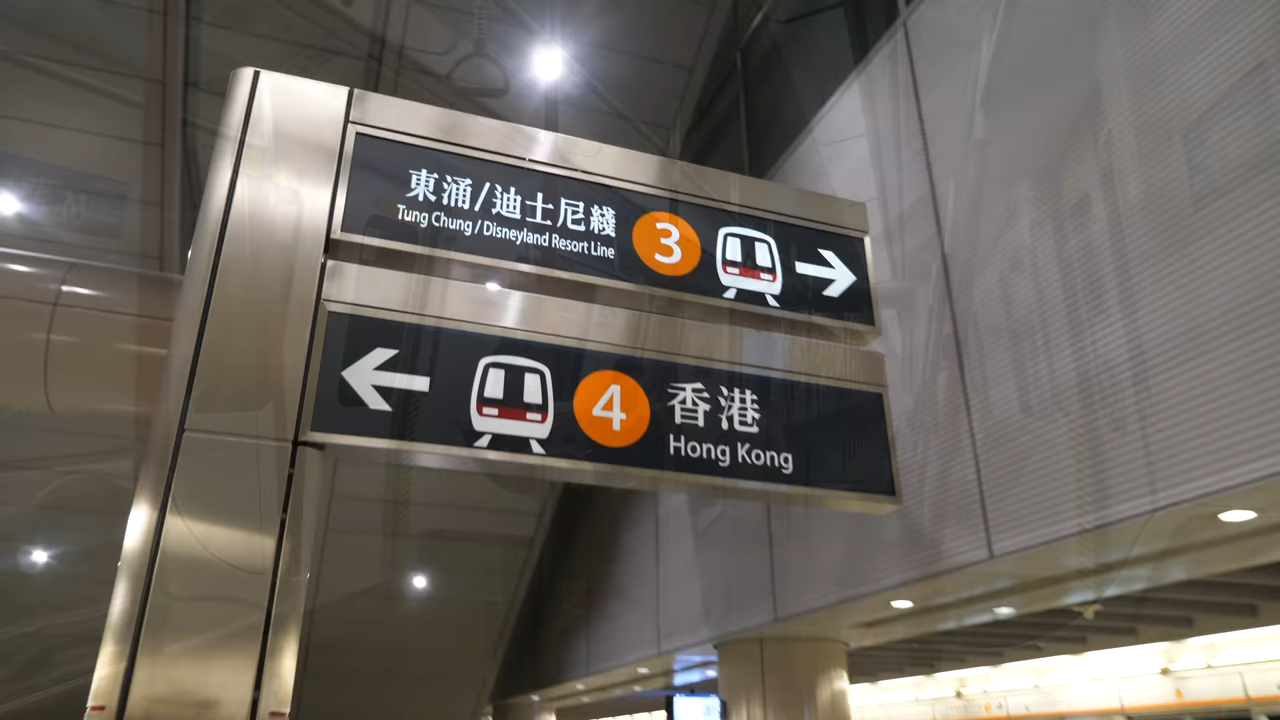 東涌/迪士尼綫
Tung Chung / Disneyland Resort Line
3
4
香港
Hong Kong